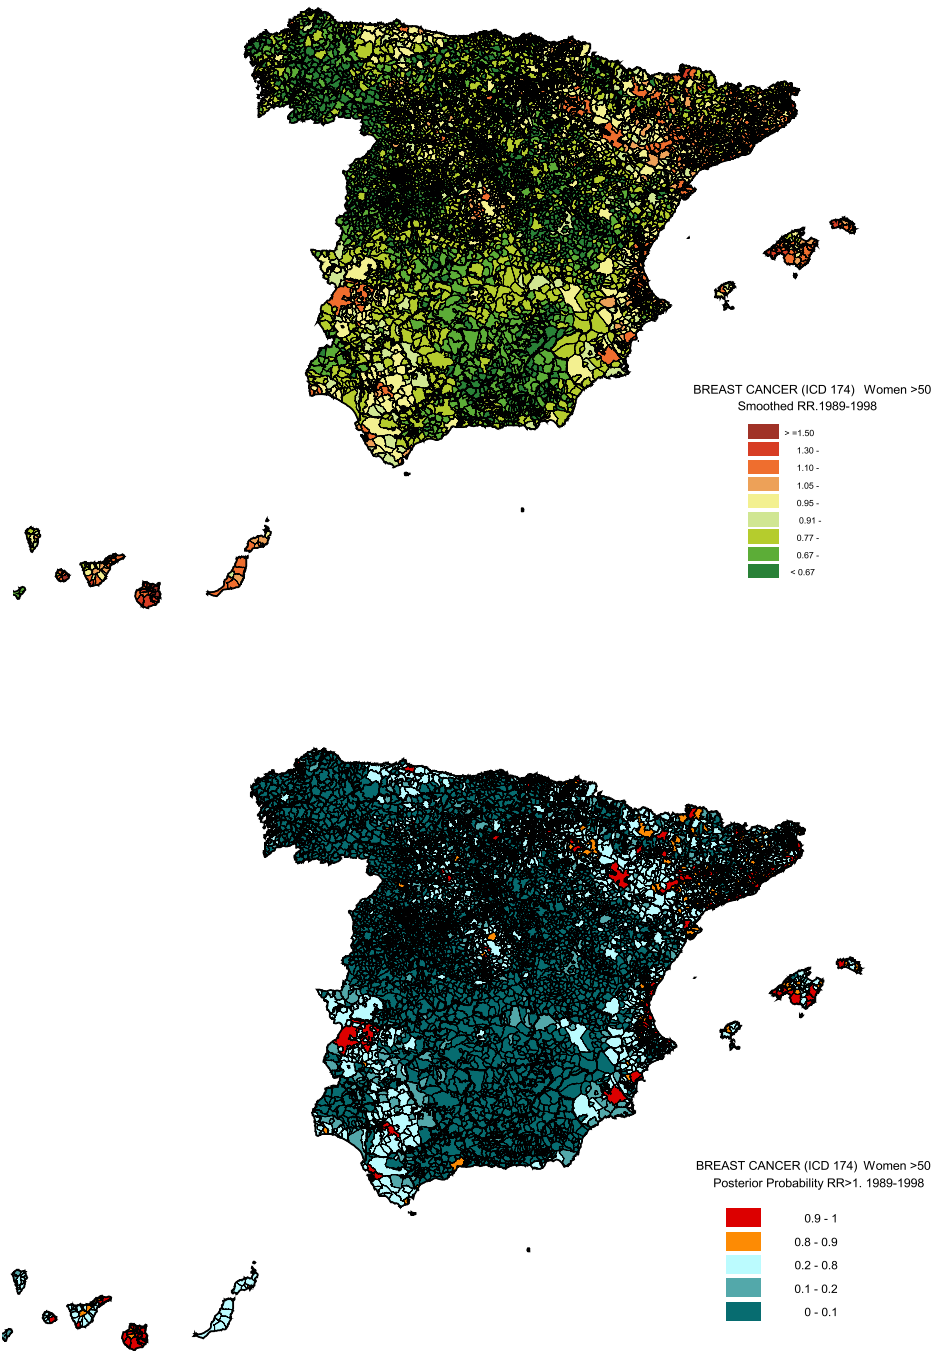 BREAST CANCER (ICD 174) Women >50
Smoothed RR.1989-1998
> =1.50
1.30 -
1.10 -
1.05 -
0.95 -
0.91 -
0.77 -
0.67 -
< 0.67
BREAST CANCER (ICD 174) Women >50
Posterior Probability RR>1. 1989-1998
0.9 - 1
0.8 - 0.9
0.2 - 0.8
0.1 - 0.2
0 - 0.1